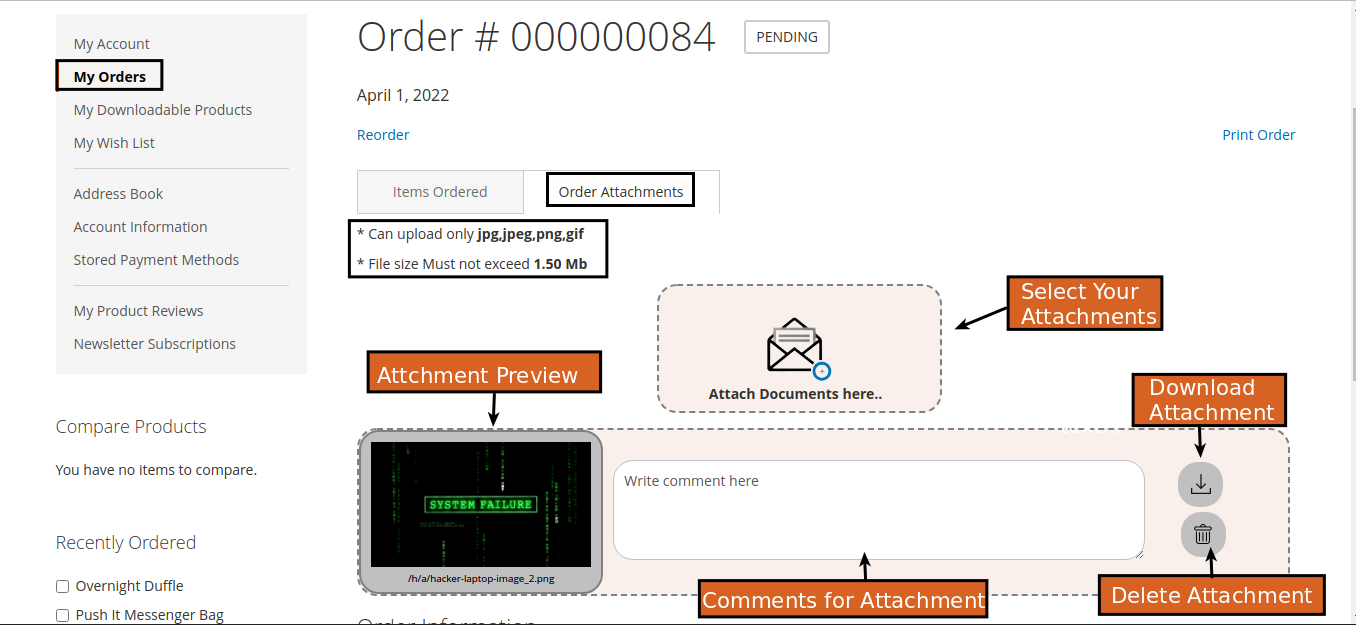 My Account
My Orders
My Downloadable Products
My Wish List
Address Book
Account Information
Stored Payment Methods
My Product Reviews
Newsletter Subscriptions
Compare Products
You have no items to compare.
Recently Ordered
Overnight Duffle
Push It Messenger Bag
Order # 000000084
PENDING
April 1, 2022
Reorder
Print Order
Items Ordered
Order Attachments
* Can upload only jpg,jpeg,png,gif
* File size Must not exceed 1.50 Mb
Select Your
Attachments
Attach Documents here..
Attchment Preview
Download
Attachment
SYSTEM FAILURE
/h/a/hacker-laptop-image_2.png
Write comment here
Comments for Attachment
Delete Attachment
Order Information